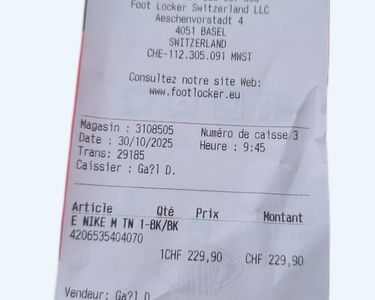 Foot Locker Switzerland LLC
Aeschenvorstadt 4
4051 BASEL
SWITZERLAND
CHE-112.305.091 MWST
Consultez notre site Web:
www.footlocker.eu
Magasin : 3108505 Numéro de caisse 3
Date : 30/10/2025 Heure : 9:45
Trans: 29185
Caissier : Ga?l D.
Article Qté Prix Montant
E NIKE M TN 1-BK/BK
4206535404070
1CHF 229,90 CHF 229,90
Vendeur: Ga?l D